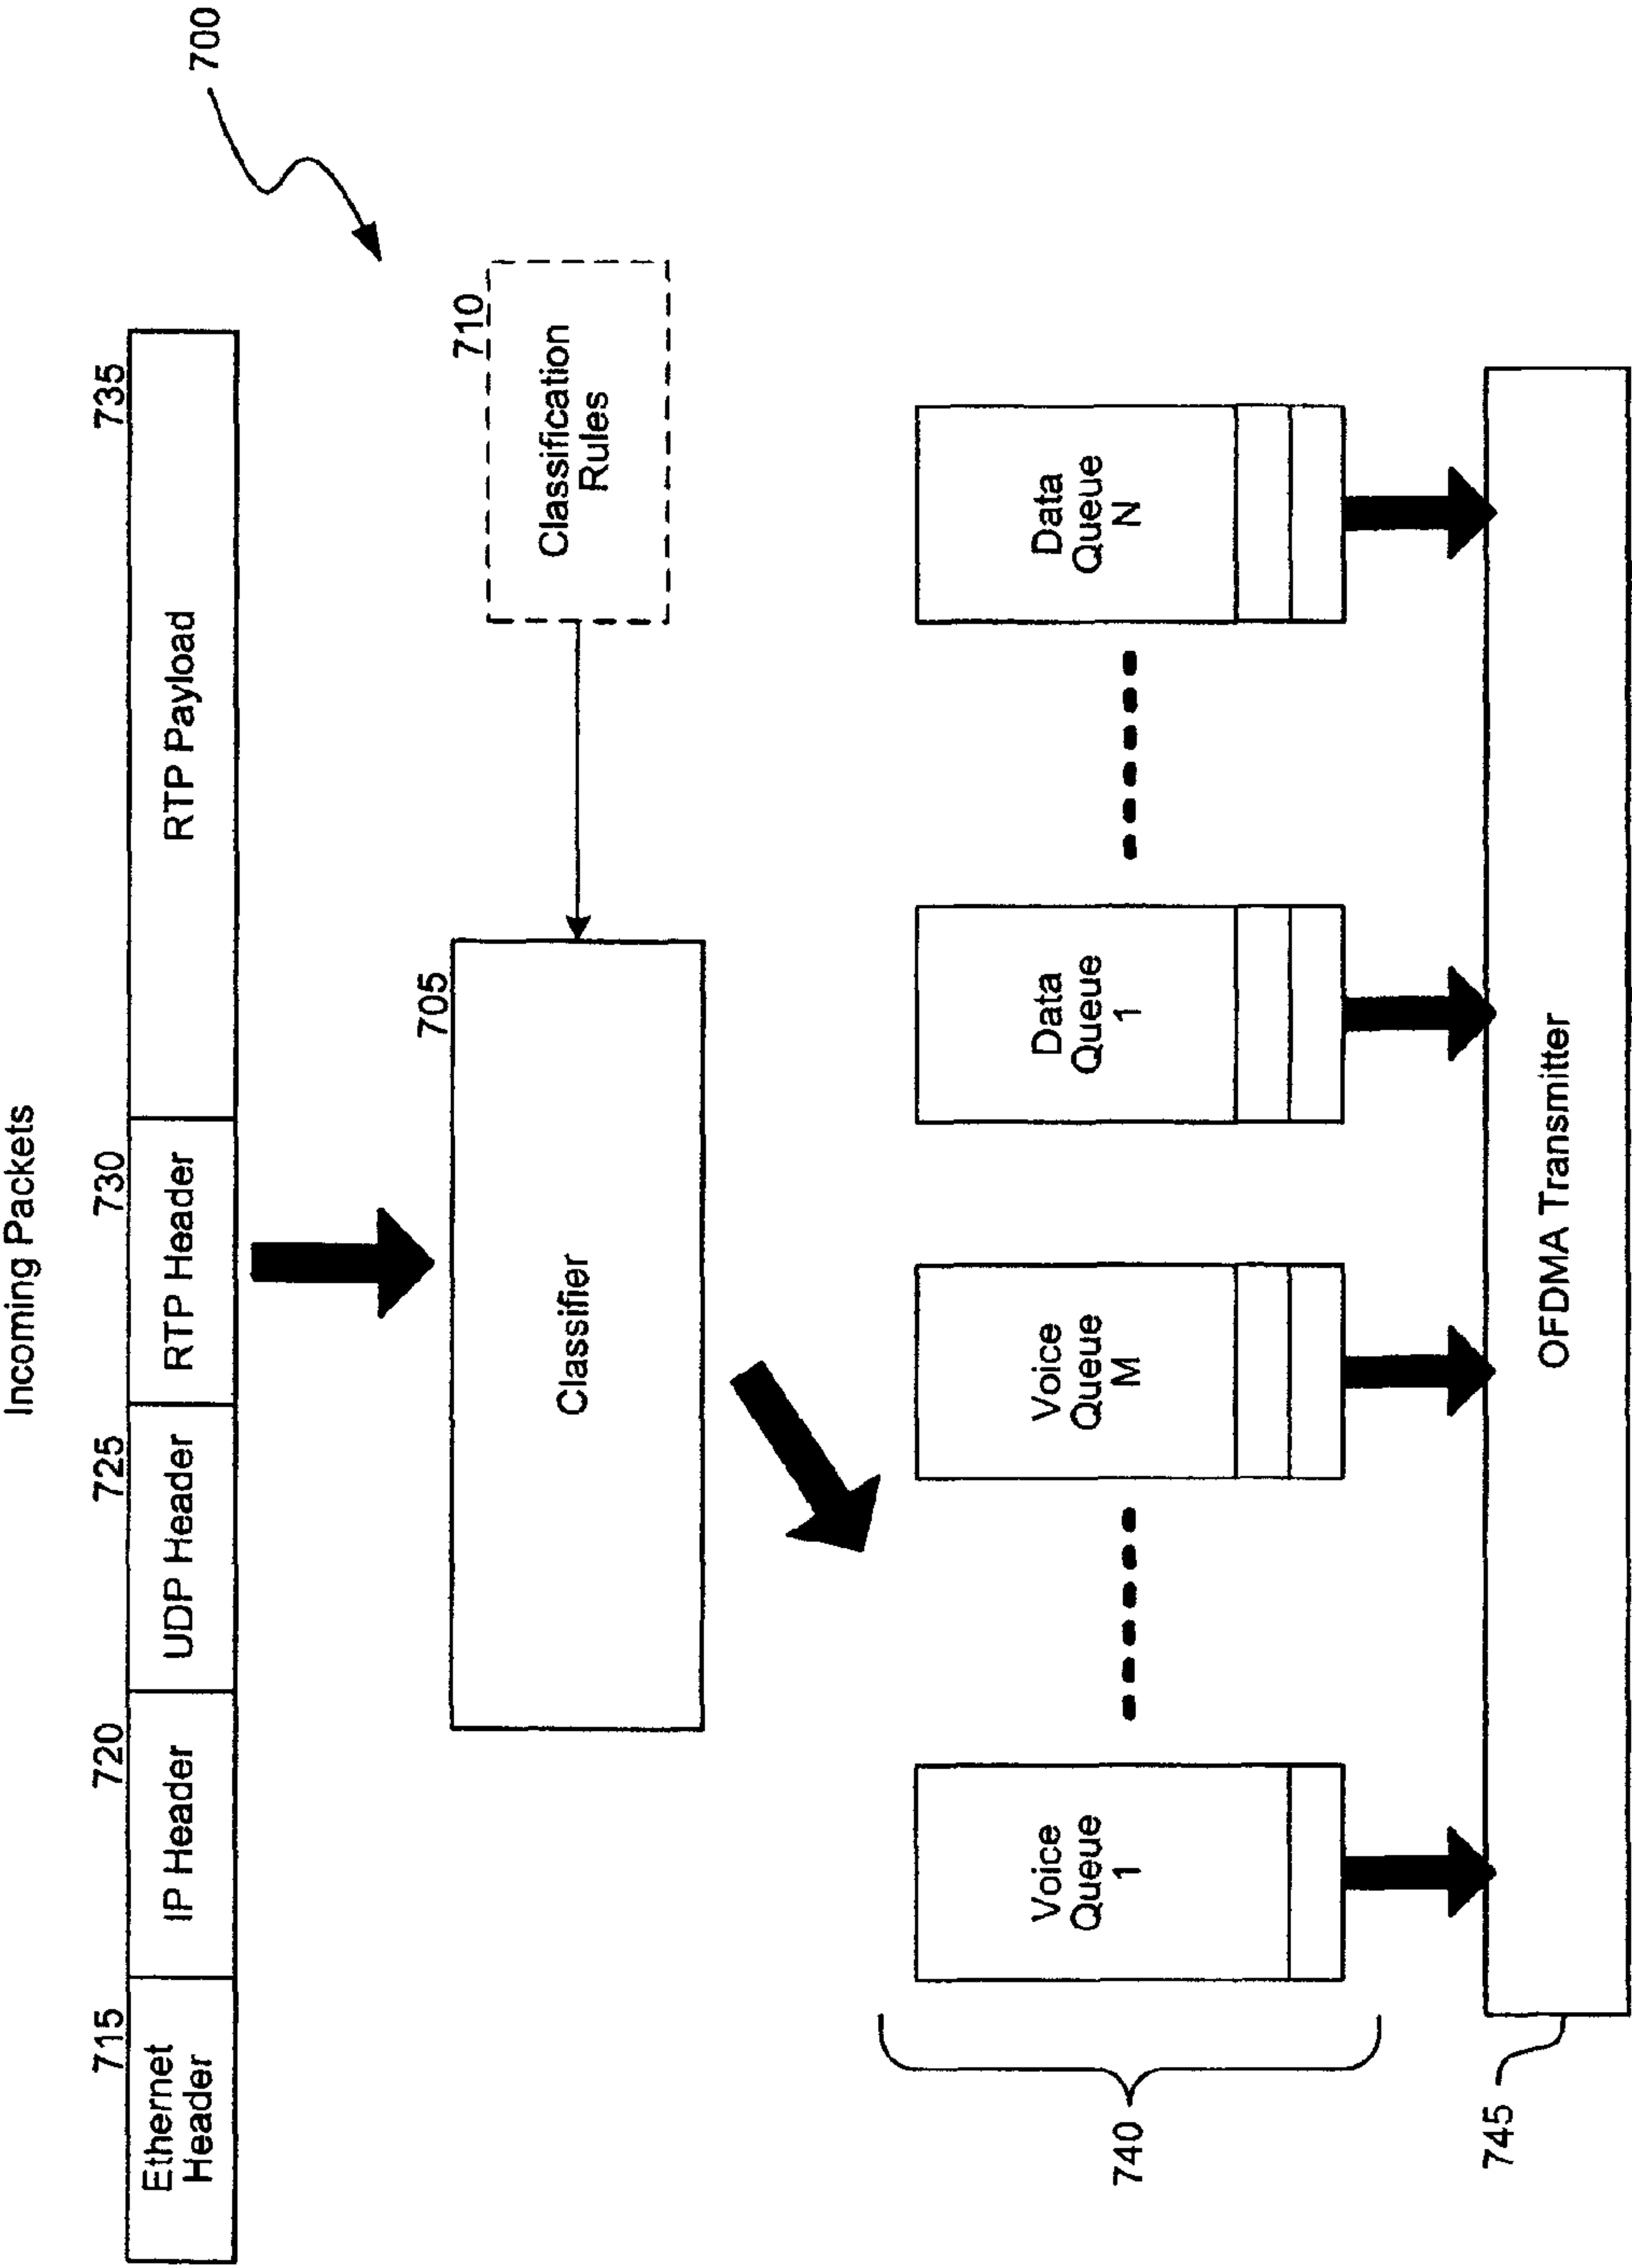 Incoming Packets
700
715
720
725
730
735
Ethernet
Header
IP Header
UDP Header
RTP Header
RTP Payload
705
710
Classifier
Classification
Rules
740
Voice
Queue
1
Voice
Queue
M
Data
Queue
1
Data
Queue
N
745
OFDMA Transmitter